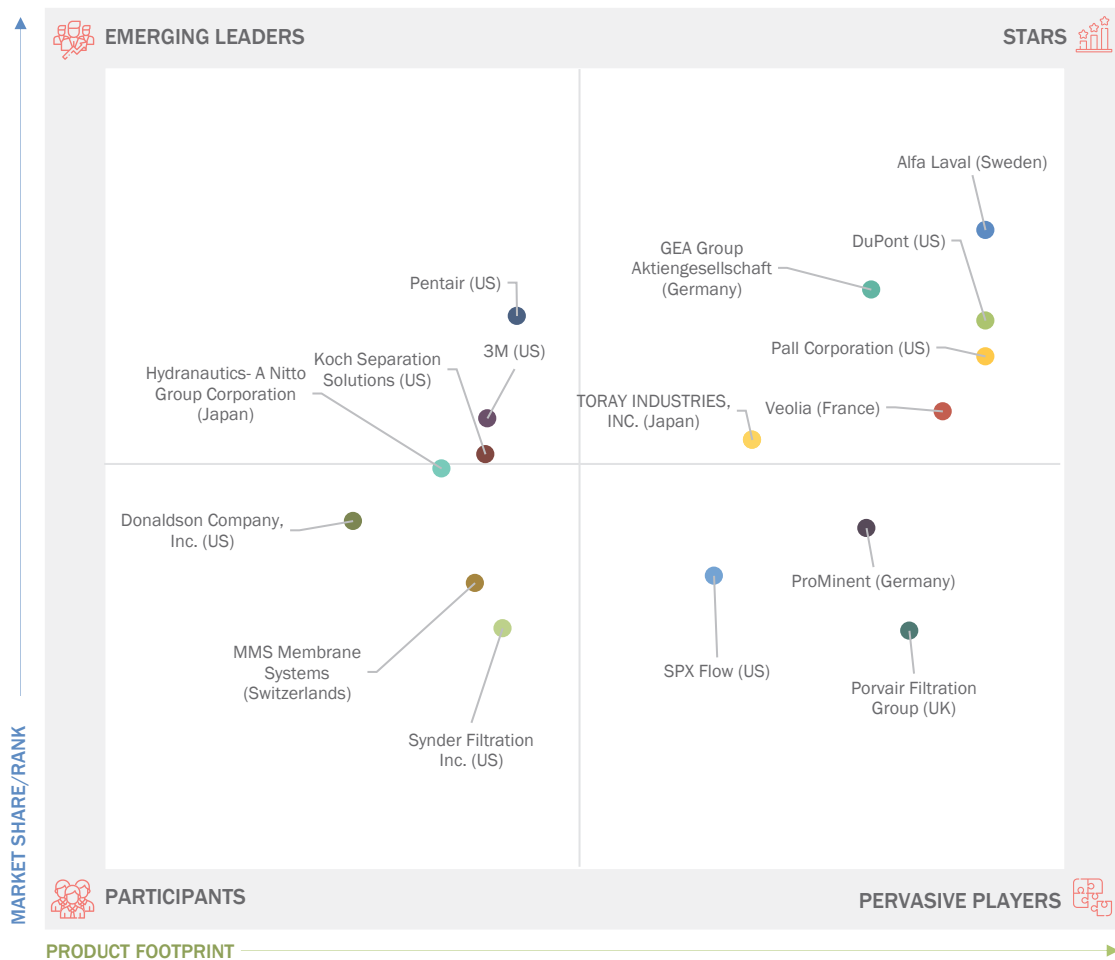 EMERGING LEADERS
STARS
Alfa Laval (Sweden)
DuPont (US)
GEA Group
Aktiengesellschaft
(Germany)
Pentair (US)
Pall Corporation (US)
3M (US)
Koch Separation
Solutions (US)
Hydranautics- A Nitto
Group Corporation
(Japan)
TORAY INDUSTRIES,
INC. (Japan)
Veolia (France)
Donaldson Company,
Inc. (US)
ProMinent (Germany)
MMS Membrane
Systems
(Switzerlands)
SPX Flow (US)
Porvair Filtration
Group (UK)
Synder Filtration
Inc. (US)
MARKET SHARE/RANK
PARTICIPANTS
PERVASIVE PLAYERS
PRODUCT FOOTPRINT